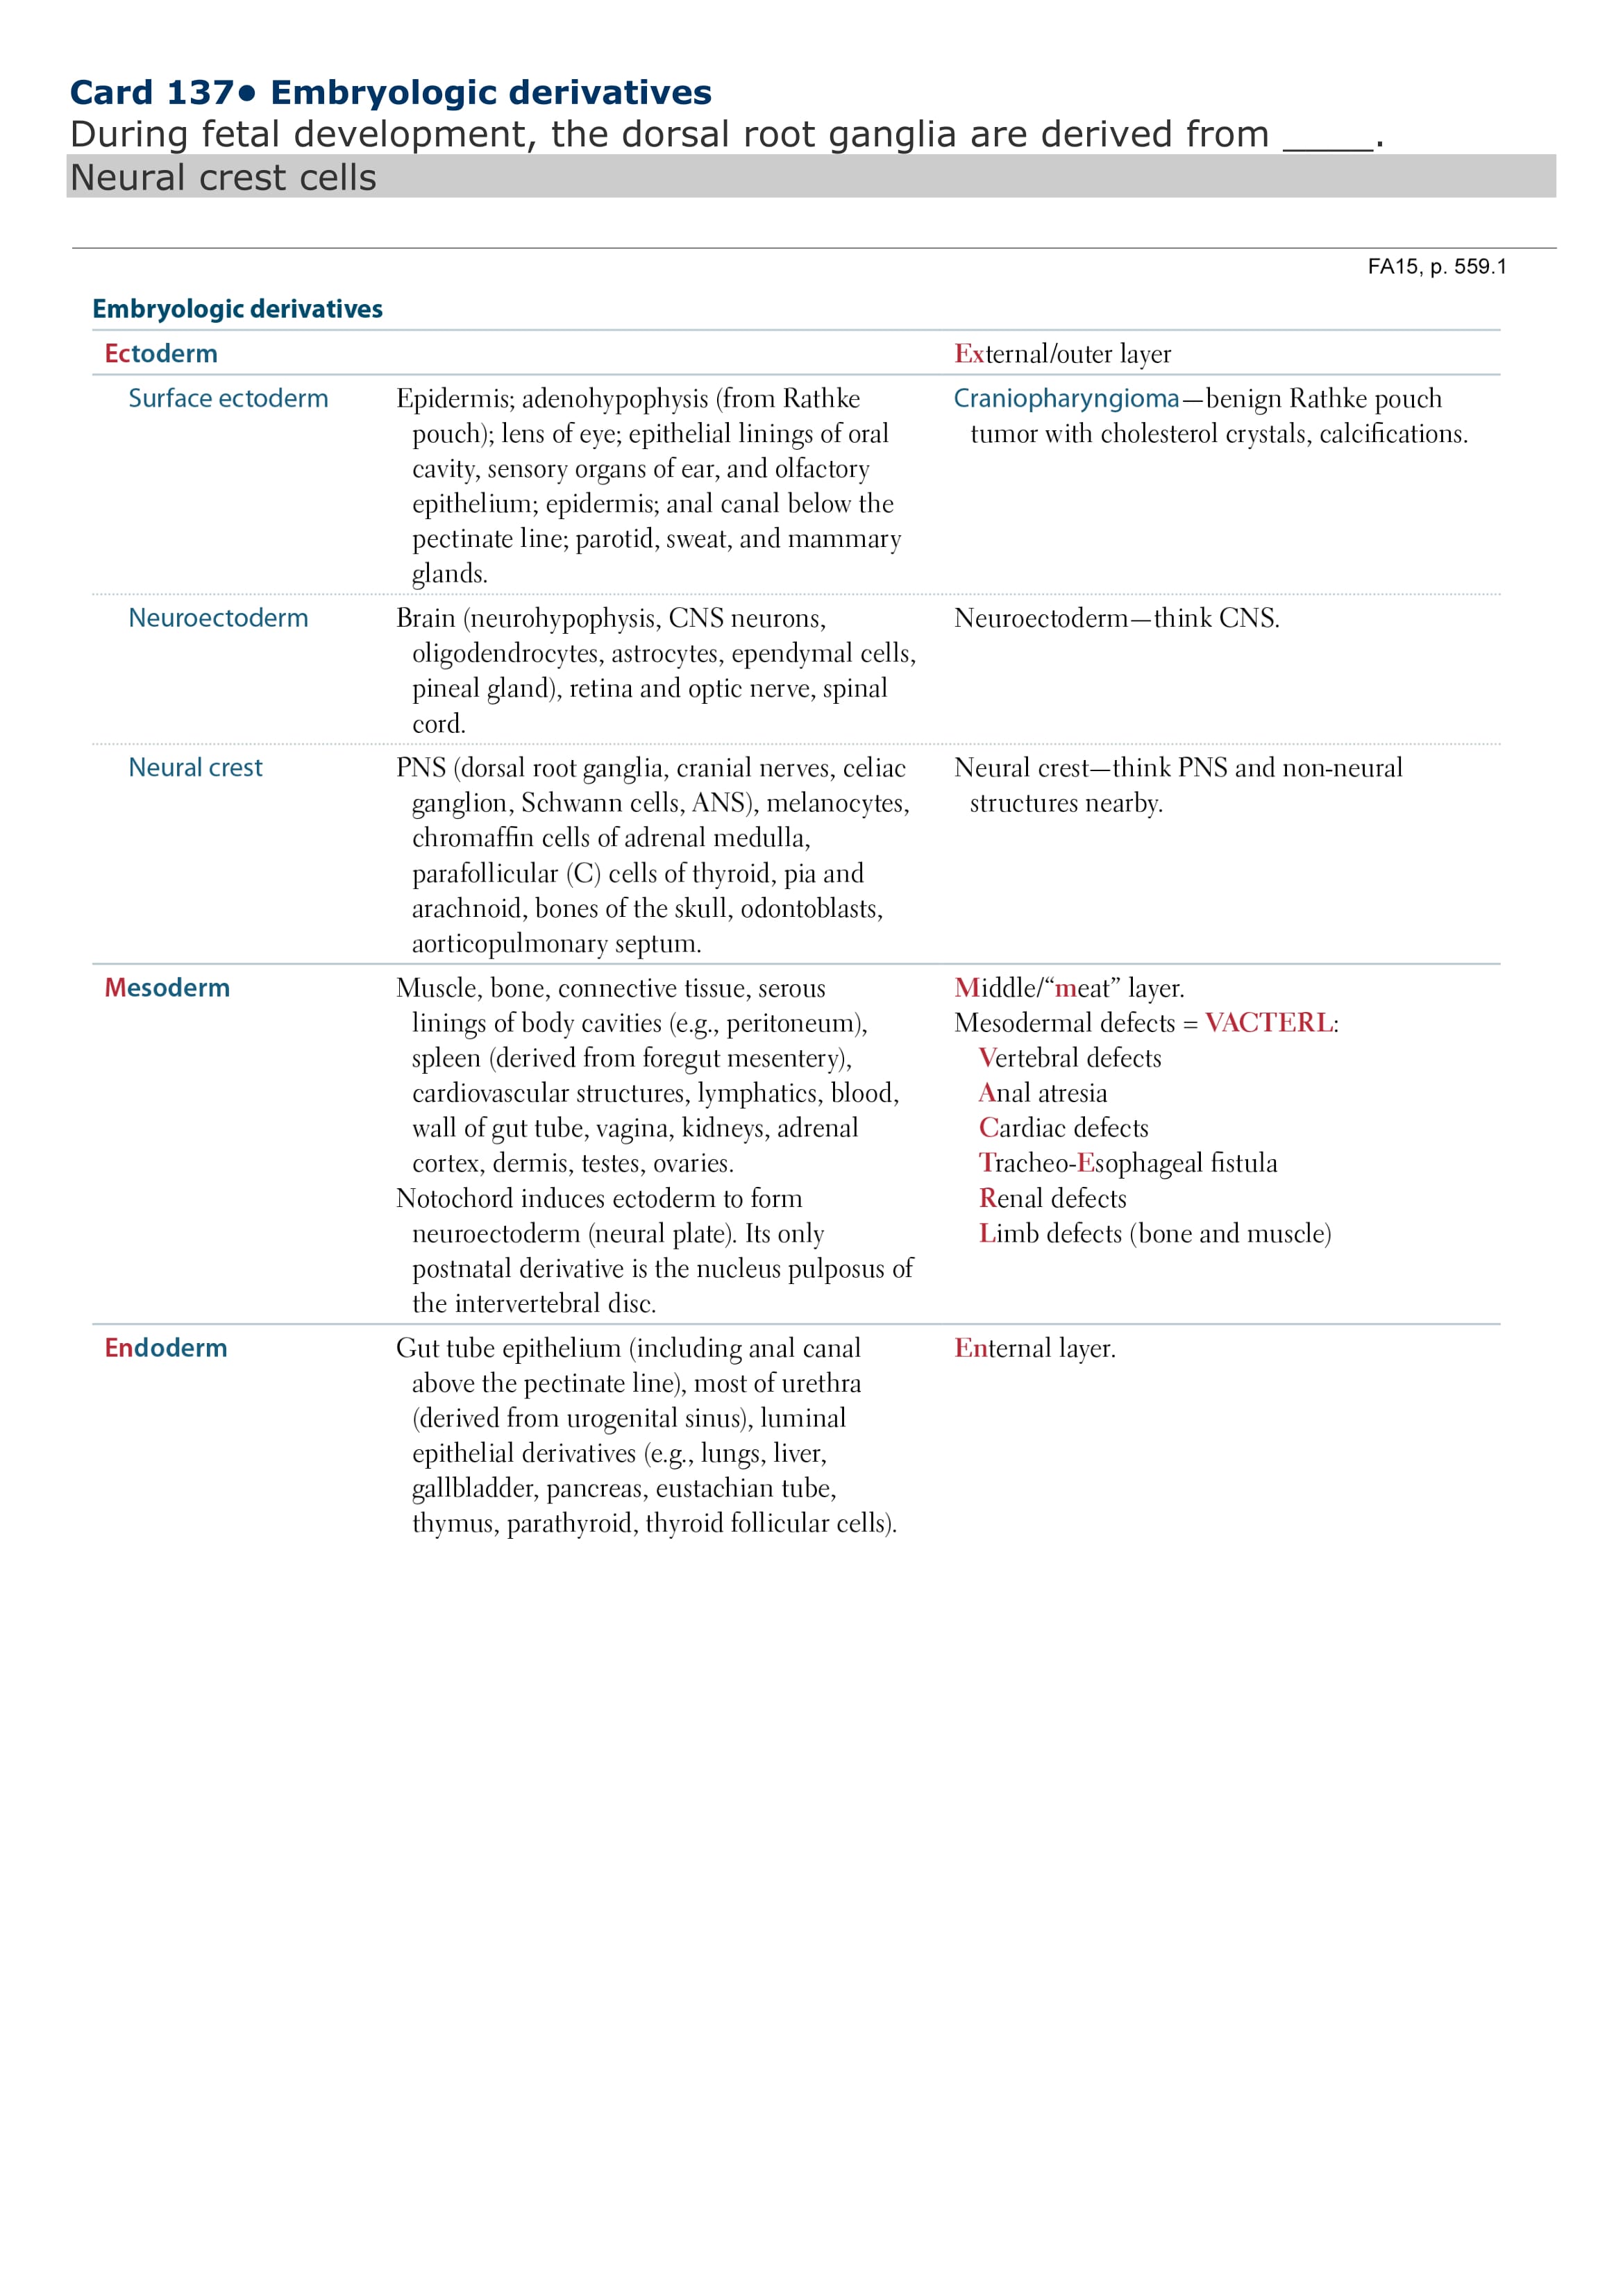 Card 137• Embryologic derivatives
During fetal development, the dorsal root ganglia are derived from _____.
Neural crest cells
FA15, p. 559.1
Embryologic derivatives
Ectoderm
External/outer layer
Surface ectoderm
Epidermis; adenohypophysis (from Rathke
pouch); lens of eye; epithelial linings of oral
cavity, sensory organs of ear, and olfactory
epithelium; epidermis; anal canal below the
pectinate line; parotid, sweat, and mammary
glands.
Craniopharyngioma—benign Rathke pouch
tumor with cholesterol crystals, calcifications.
Neuroectoderm
Brain (neurohypophysis, CNS neurons,
oligodendrocytes, astrocytes, ependymal cells,
pineal gland), retina and optic nerve, spinal
cord.
Neuroectoderm—think CNS.
Neural crest
PNS (dorsal root ganglia, cranial nerves, celiac
ganglion, Schwann cells, ANS), melanocytes,
chromaffin cells of adrenal medulla,
parafollicular (C) cells of thyroid, pia and
arachnoid, bones of the skull, odontoblasts,
aorticopulmonary septum.
Neural crest—think PNS and non-neural
structures nearby.
Mesoderm
Muscle, bone, connective tissue, serous
linings of body cavities (e.g., peritoneum),
spleen (derived from foregut mesentery),
cardiovascular structures, lymphatics, blood,
wall of gut tube, vagina, kidneys, adrenal
cortex, dermis, testes, ovaries.
Notochord induces ectoderm to form
neuroectoderm (neural plate). Its only
postnatal derivative is the nucleus pulposus of
the intervertebral disc.
Middle/“meat” layer.
Mesodermal defects = VACTERL:
Vertebral defects
Anal atresia
Cardiac defects
Tracheo-Esophageal fistula
Renal defects
Limb defects (bone and muscle)
Endoderm
Gut tube epithelium (including anal canal
above the pectinate line), most of urethra
(derived from urogenital sinus), luminal
epithelial derivatives (e.g., lungs, liver,
gallbladder, pancreas, eustachian tube,
thymus, parathyroid, thyroid follicular cells).
Enternal layer.